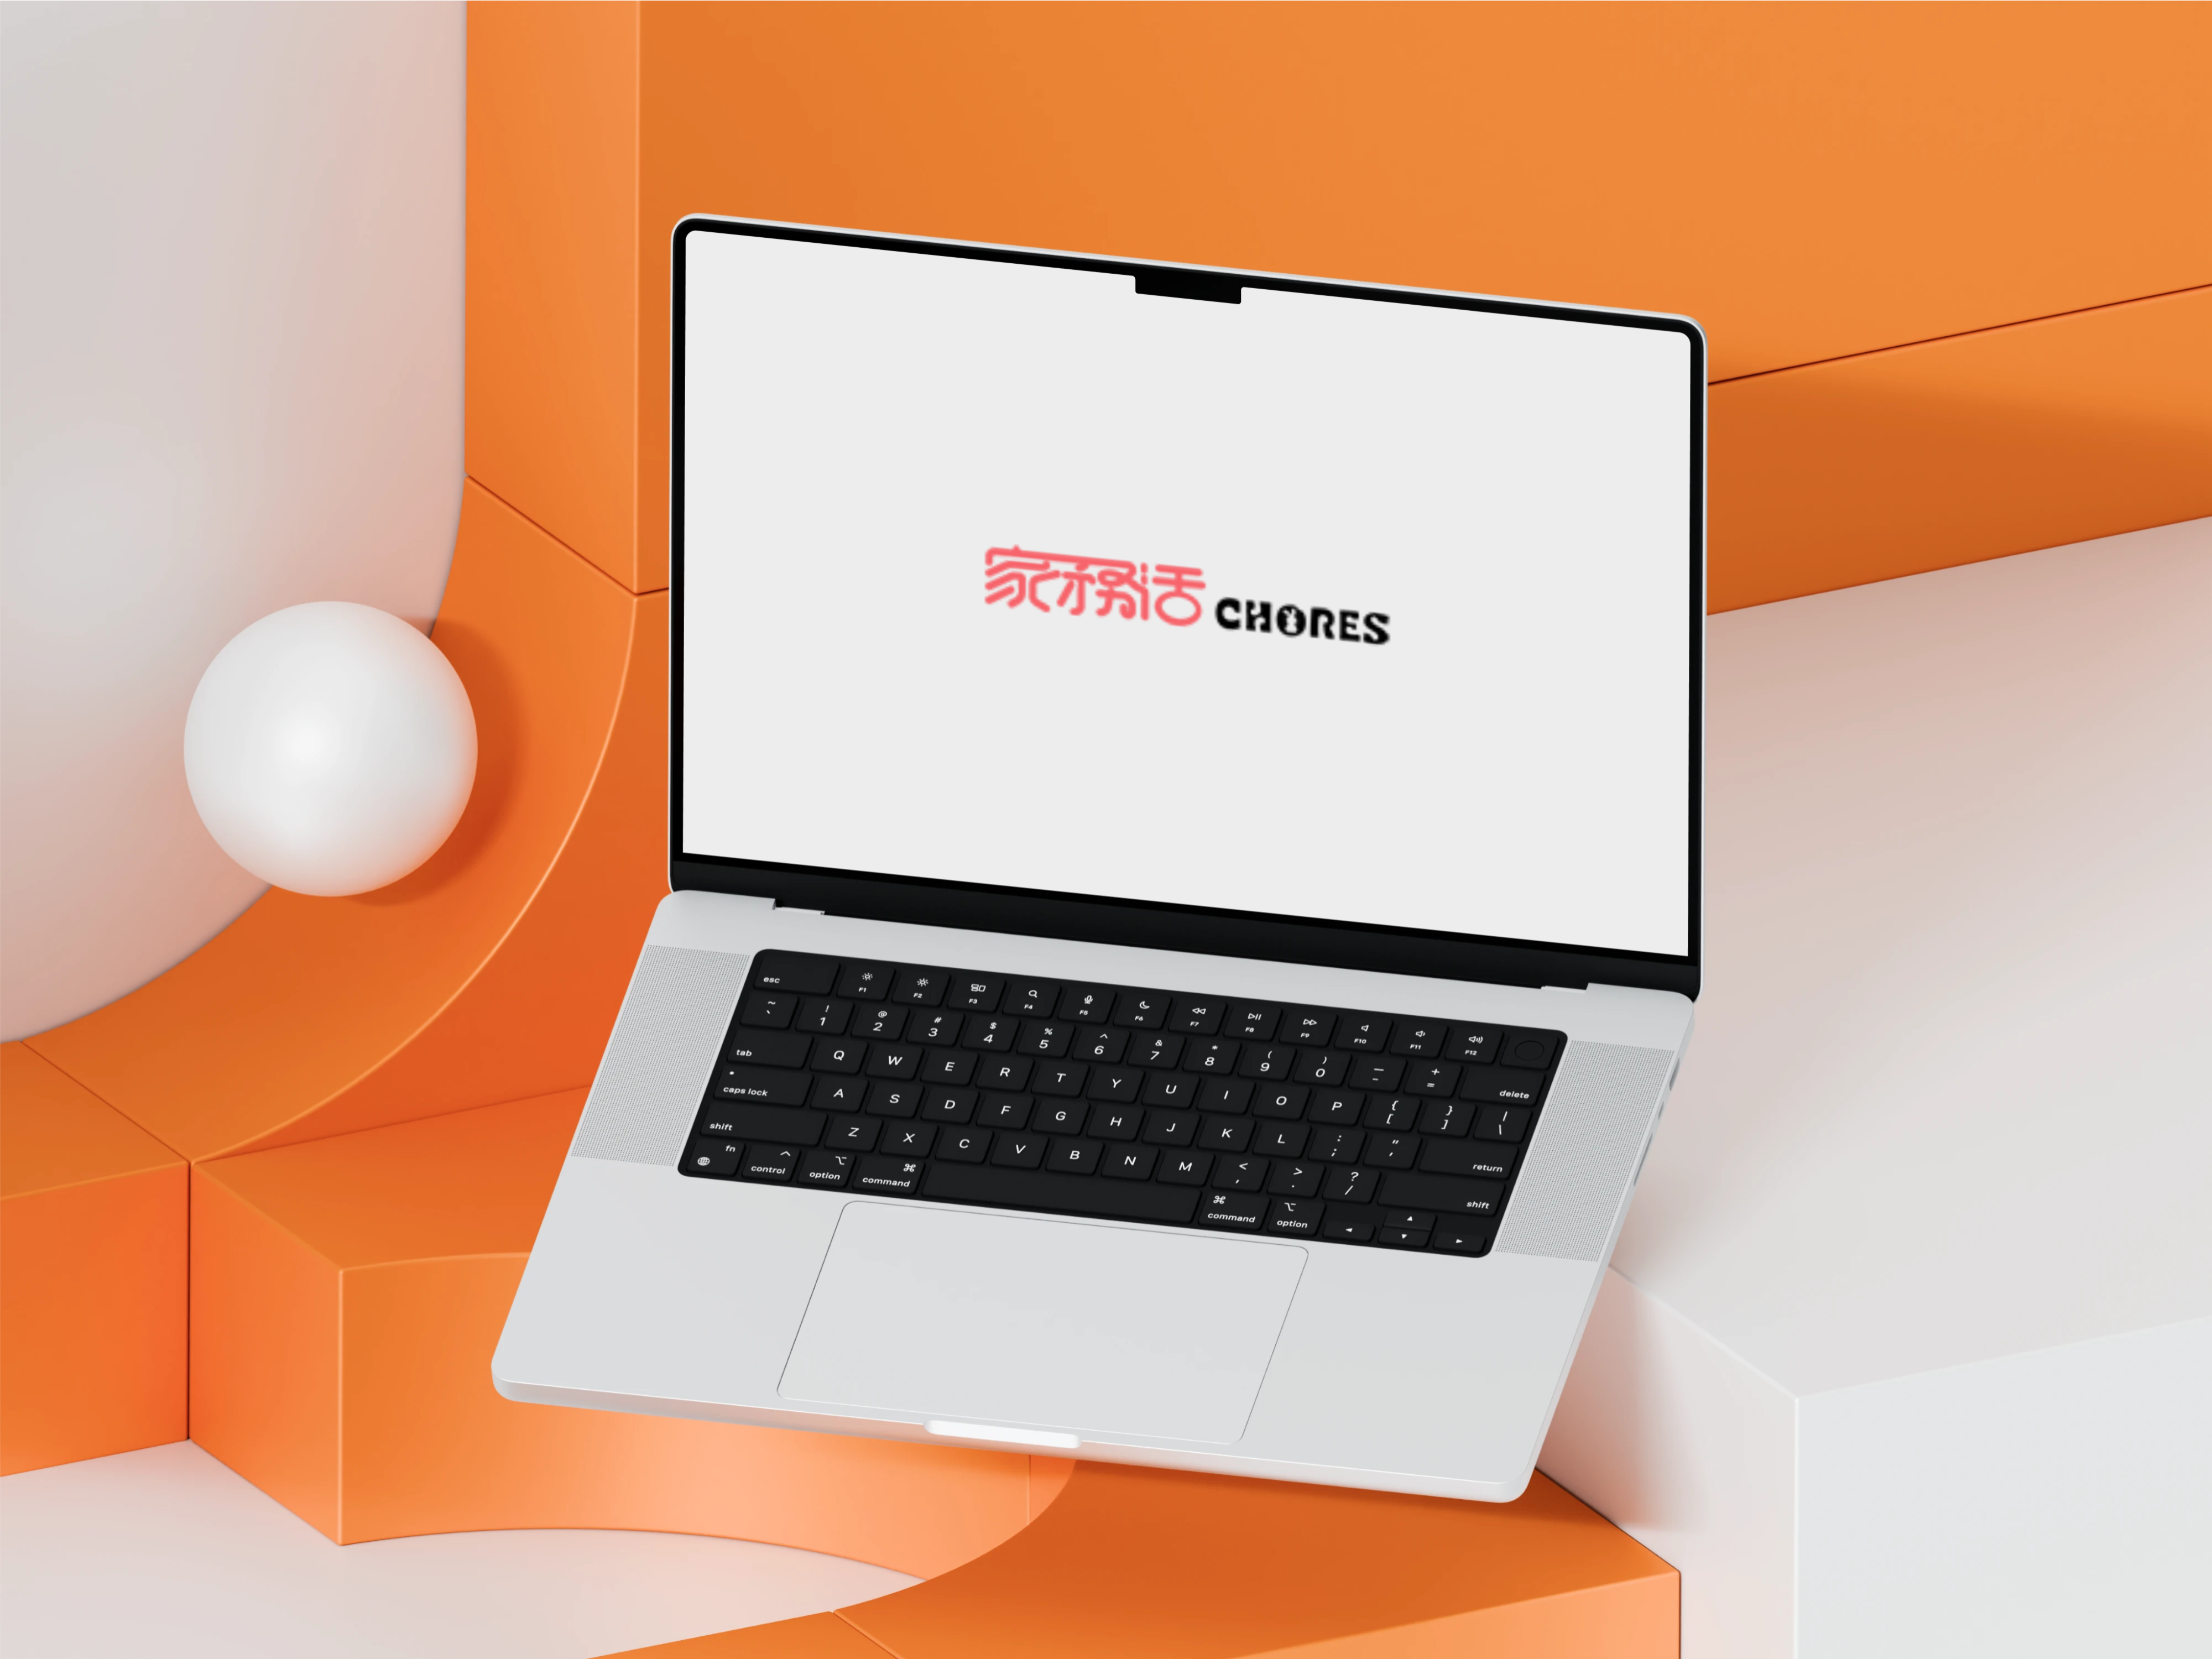 家務活 CHORES
esc F1 F2 F3 F4 F5 F6 F7 F8 F9 F10 F11 F12
~ ! @ # $ % ^ & * ( ) — +
` 1 2 3 4 5 6 7 8 9 0 - = delete
tab Q W E R T Y U I O P { [ } ] | \
caps lock A S D F G H J K L : ; " ' return
shift Z X C V B N M < , > . ? / shift
fn control option ⌘ command ⌘ command option